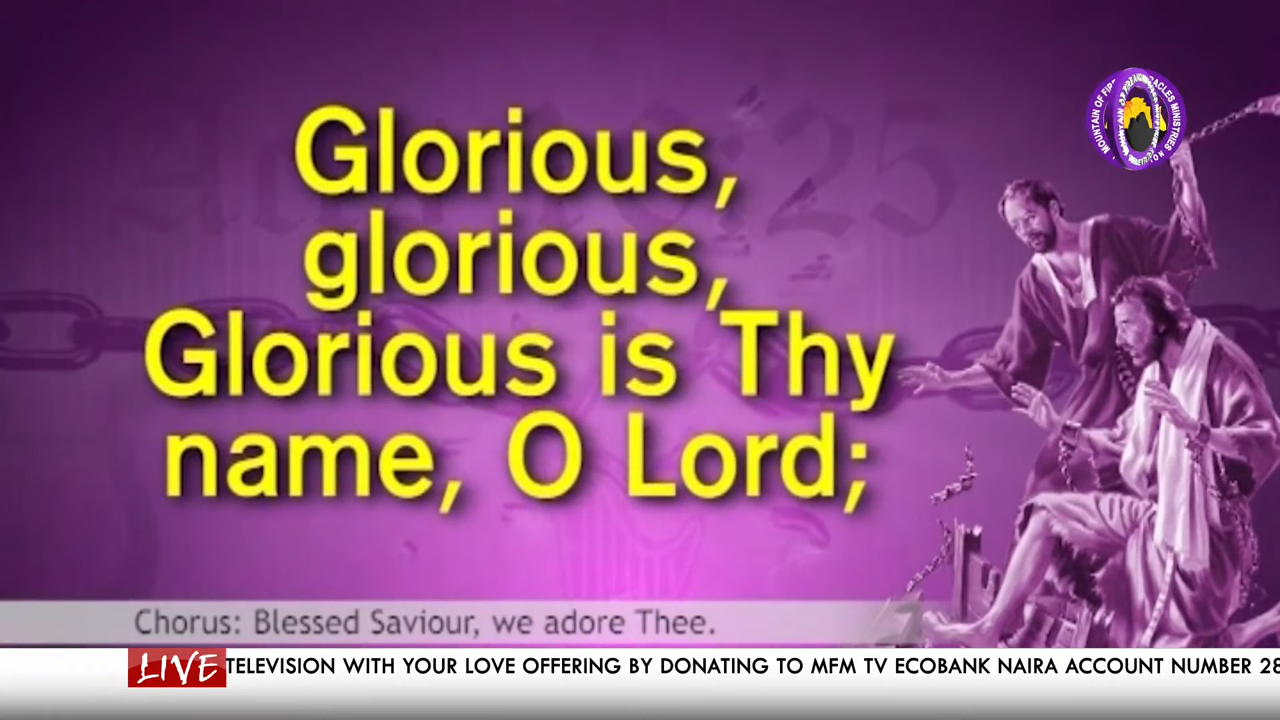 Glorious,
glorious,
Glorious is Thy
name, O Lord;
Chorus: Blessed Saviour, we adore Thee.
LIVE
TELEVISION WITH YOUR LOVE OFFERING BY DONATING TO MFM TV ECOBANK NAIRA ACCOUNT NUMBER 28